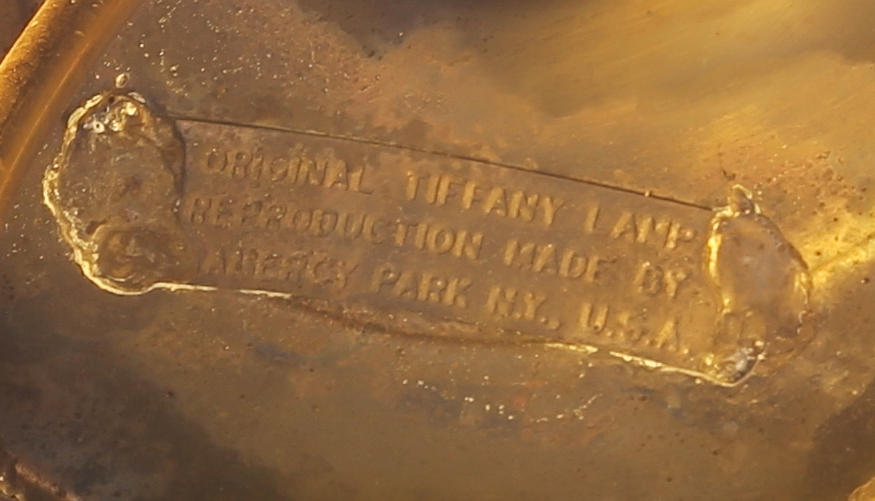 ORIGINAL TIFFANY LAMP
REPRODUCTION MADE BY
PARK N.Y., U.S.A